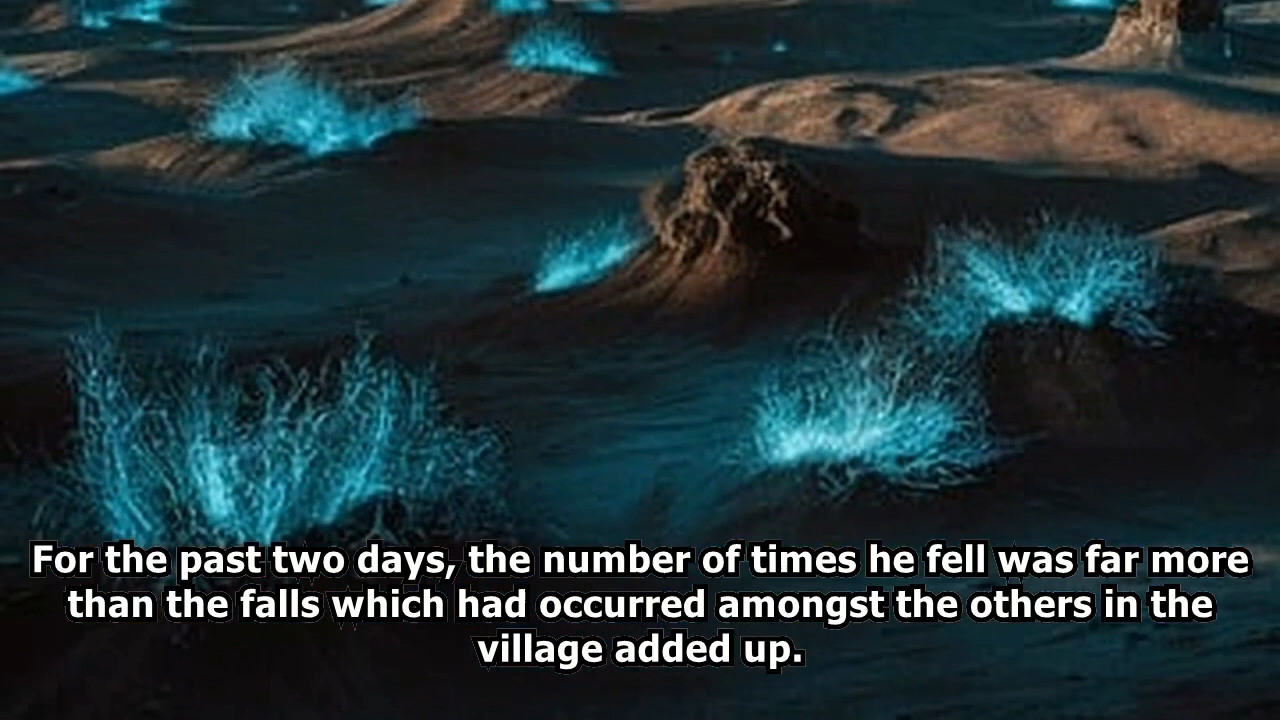 For the past two days, the number of times he fell was far more
than the falls which had occurred amongst the others in the
village added up.